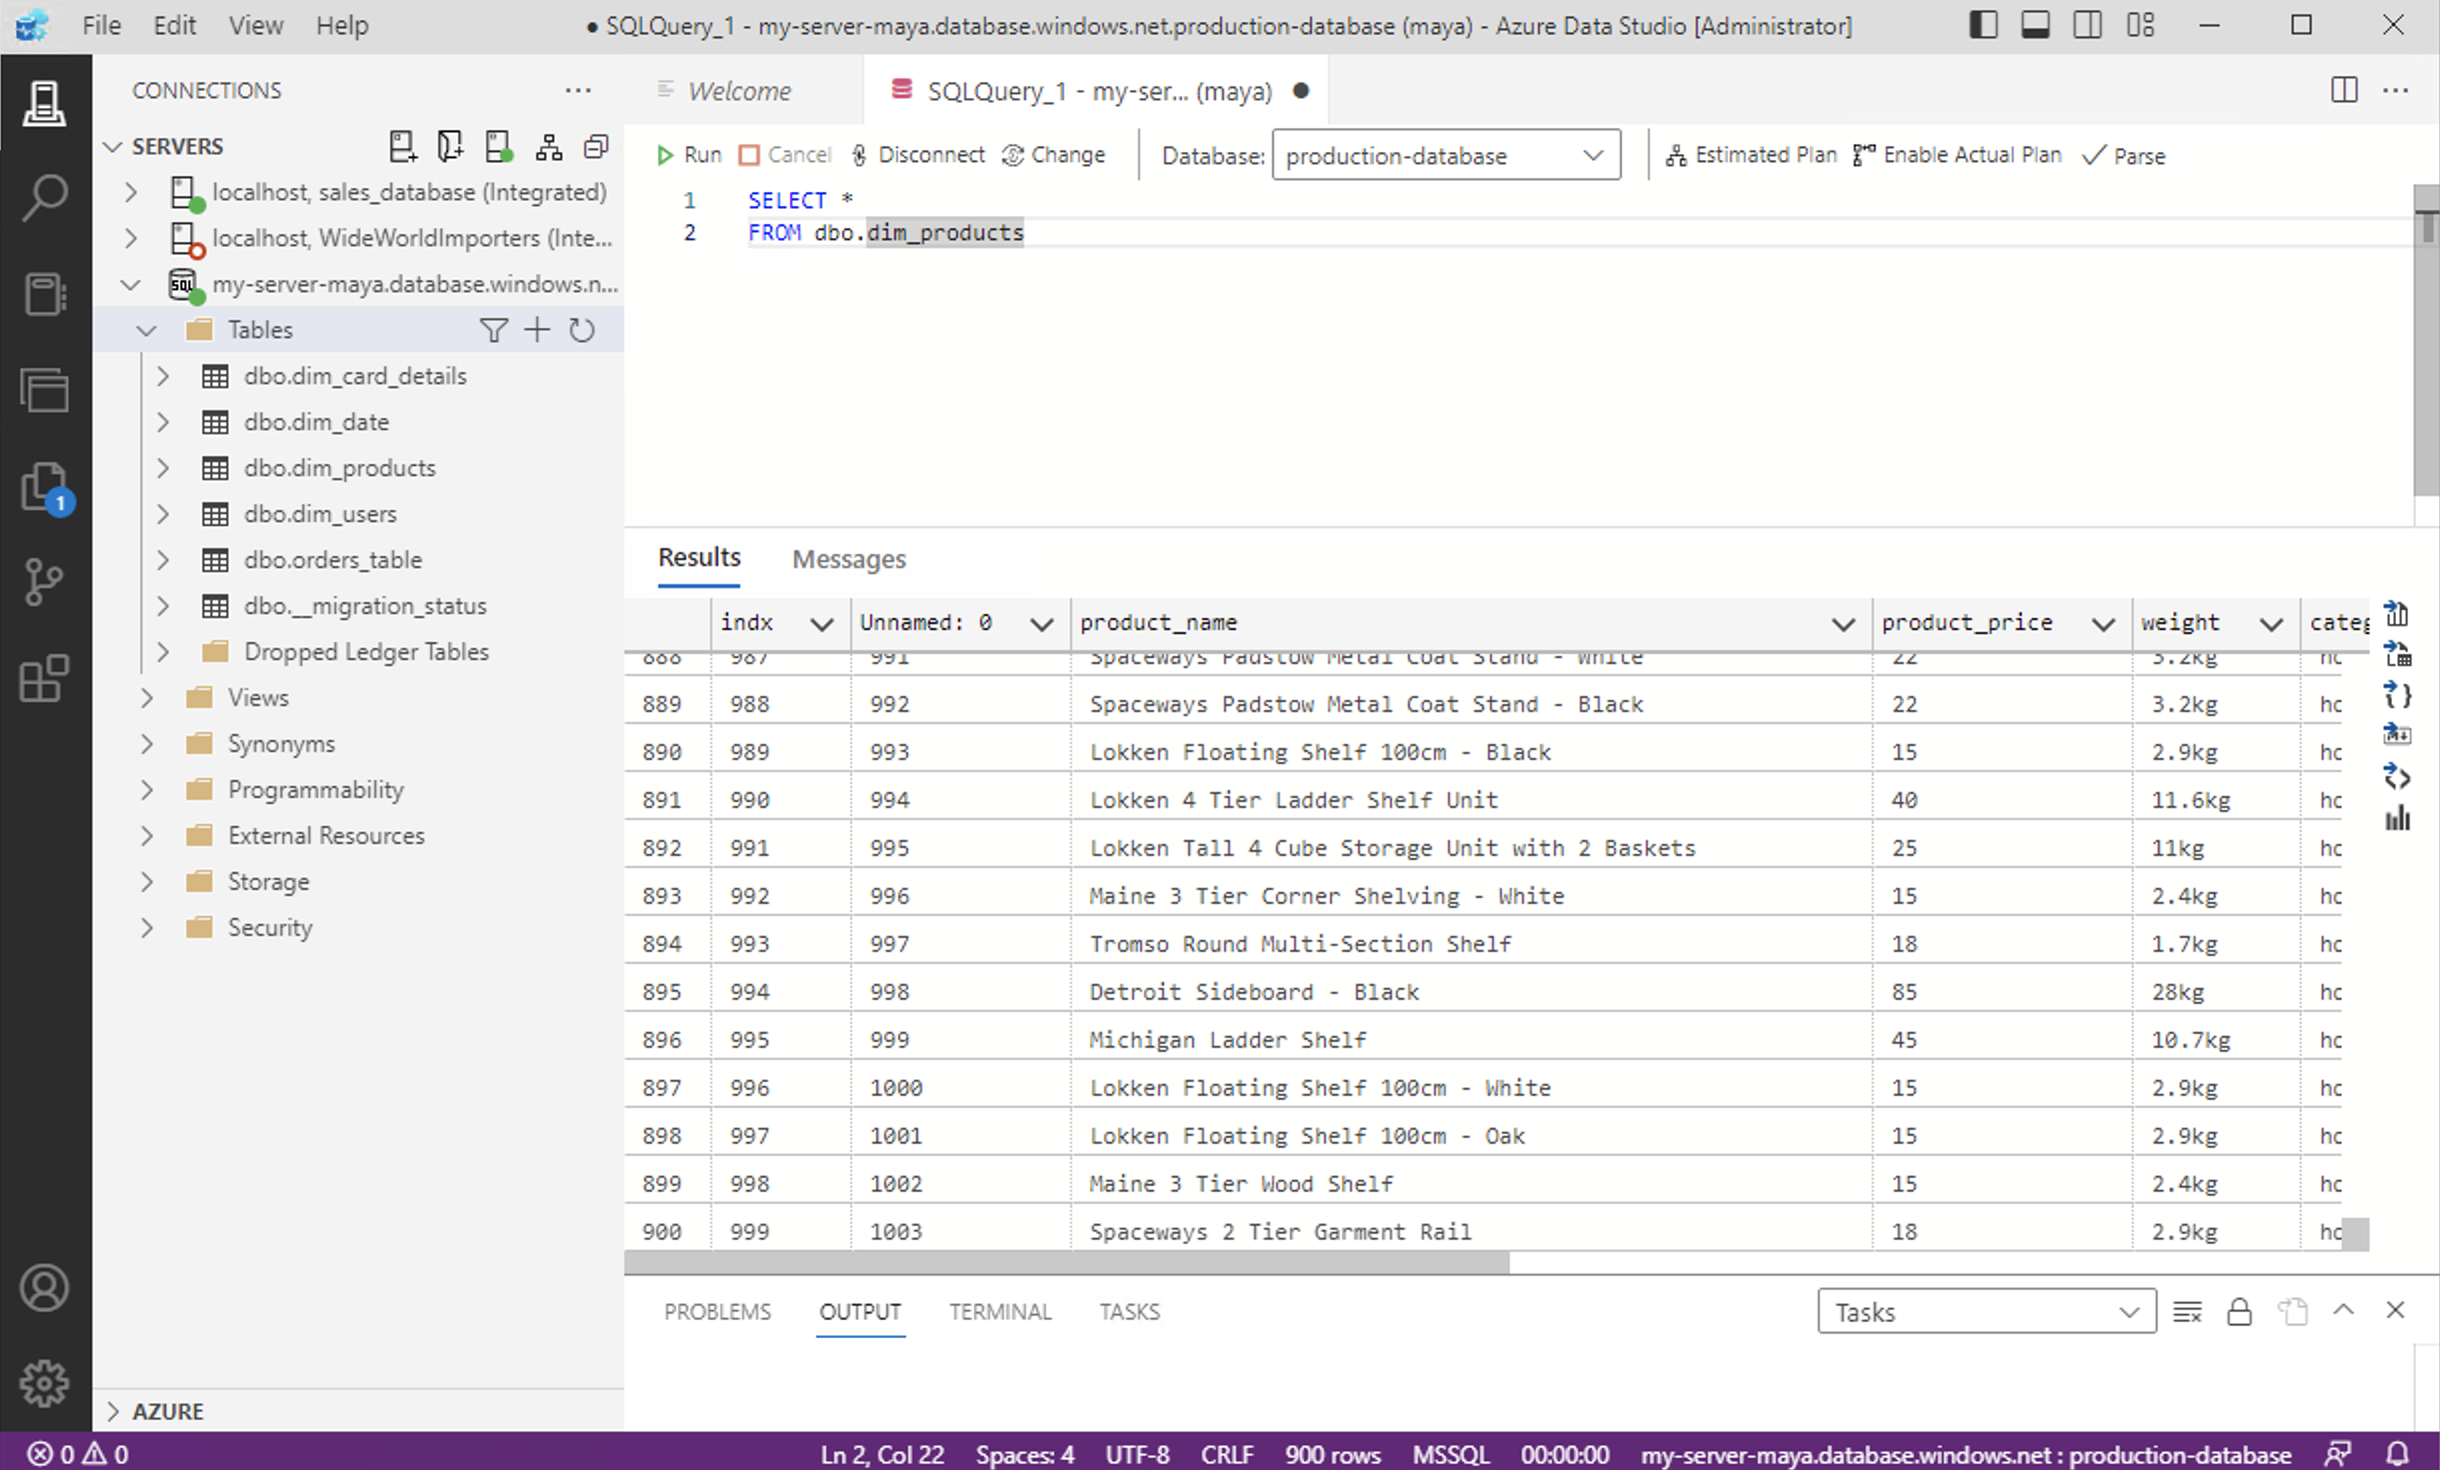 File Edit View Help ● SQLQuery_1 - my-server-maya.database.windows.net.production-database (maya) - Azure Data Studio [Administrator]
CONNECTIONS ...
SERVERS
localhost, sales_database (Integrated)
localhost, WideWorldImporters (Inte...
my-server-maya.database.windows.n...
Tables
dbo.dim_card_details
dbo.dim_date
dbo.dim_products
dbo.dim_users
dbo.orders_table
dbo.__migration_status
Dropped Ledger Tables
Views
Synonyms
Programmability
External Resources
Storage
Security
AZURE
1
Welcome SQLQuery_1 - my-ser... (maya) ●
Run Cancel Disconnect Change Database: production-database Estimated Plan Enable Actual Plan Parse
1 SELECT *
2 FROM dbo.dim_products
Results Messages
indx Unnamed: 0 product_name product_price weight categ
888 987 991 Spaceways Padstow Metal Coat Stand - White 22 3.2kg
889 988 992 Spaceways Padstow Metal Coat Stand - Black 22 3.2kg
890 989 993 Lokken Floating Shelf 100cm - Black 15 2.9kg
891 990 994 Lokken 4 Tier Ladder Shelf Unit 40 11.6kg
892 991 995 Lokken Tall 4 Cube Storage Unit with 2 Baskets 25 11kg
893 992 996 Maine 3 Tier Corner Shelving - White 15 2.4kg
894 993 997 Tromso Round Multi-Section Shelf 18 1.7kg
895 994 998 Detroit Sideboard - Black 85 28kg
896 995 999 Michigan Ladder Shelf 45 10.7kg
897 996 1000 Lokken Floating Shelf 100cm - White 15 2.9kg
898 997 1001 Lokken Floating Shelf 100cm - Oak 15 2.9kg
899 998 1002 Maine 3 Tier Wood Shelf 15 2.4kg
900 999 1003 Spaceways 2 Tier Garment Rail 18 2.9kg
PROBLEMS OUTPUT TERMINAL TASKS Tasks
0 0 Ln 2, Col 22 Spaces: 4 UTF-8 CRLF 900 rows MSSQL 00:00:00 my-server-maya.database.windows.net : production-database